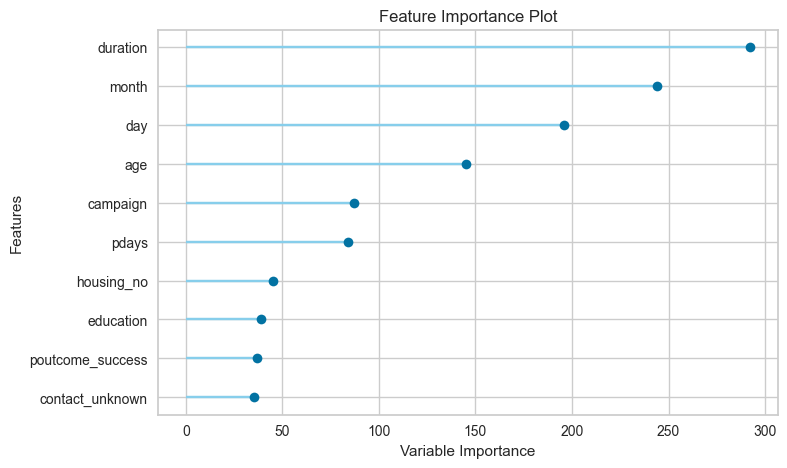 Feature Importance Plot
Features
duration
month
day
age
campaign
pdays
housing_no
education
poutcome_success
contact_unknown
0 50 100 150 200 250 300
Variable Importance